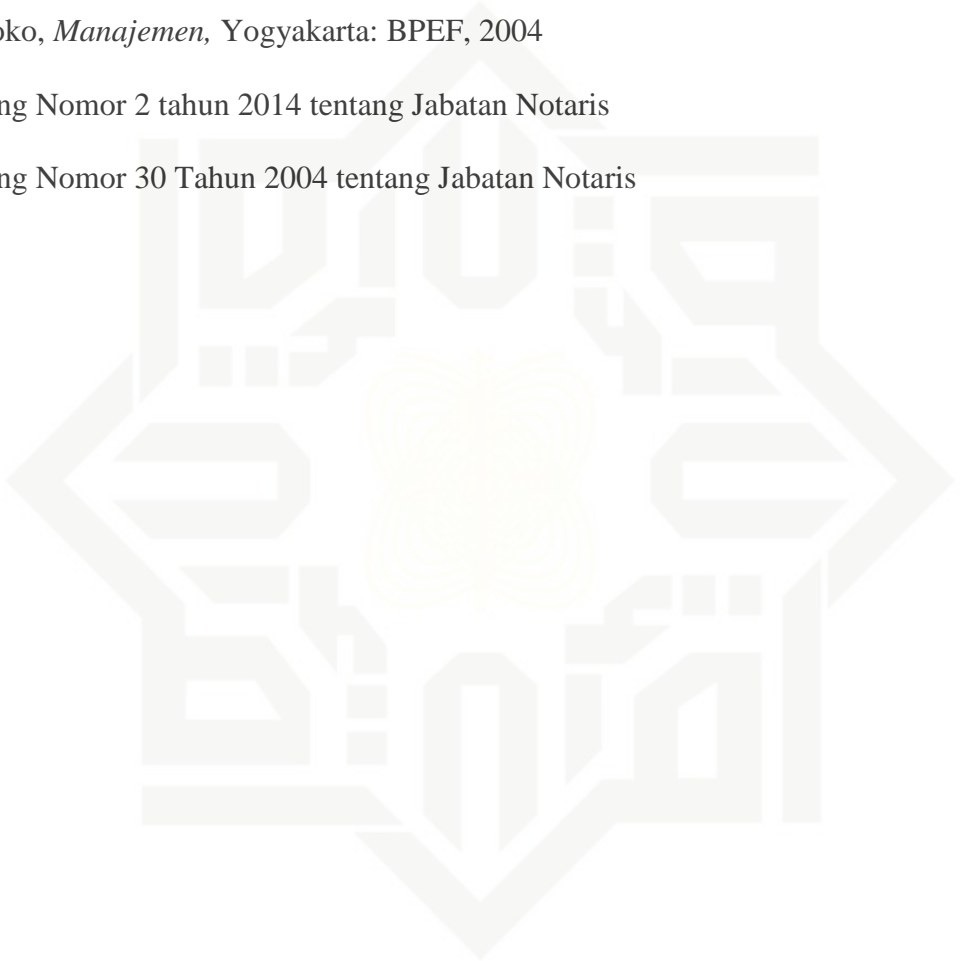 oko, Manajemen, Yogyakarta: BPEF, 2004
ng Nomor 2 tahun 2014 tentang Jabatan Notaris
ng Nomor 30 Tahun 2004 tentang Jabatan Notaris